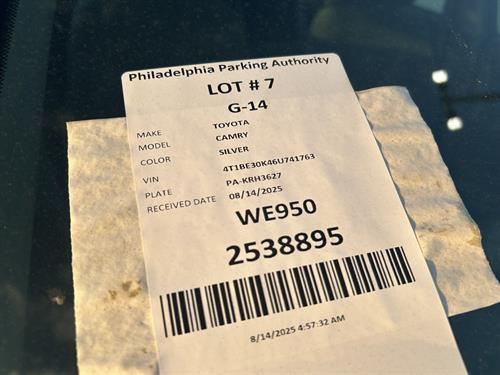 Philadelphia Parking Authority
LOT # 7
G-14
MAKE TOYOTA
MODEL CAMRY
COLOR SILVER
VIN 4T1BE30K46U741763
PLATE PA-KRH3627
RECEIVED DATE 08/14/2025
WE950
2538895
8/14/2025 4:57:32 AM